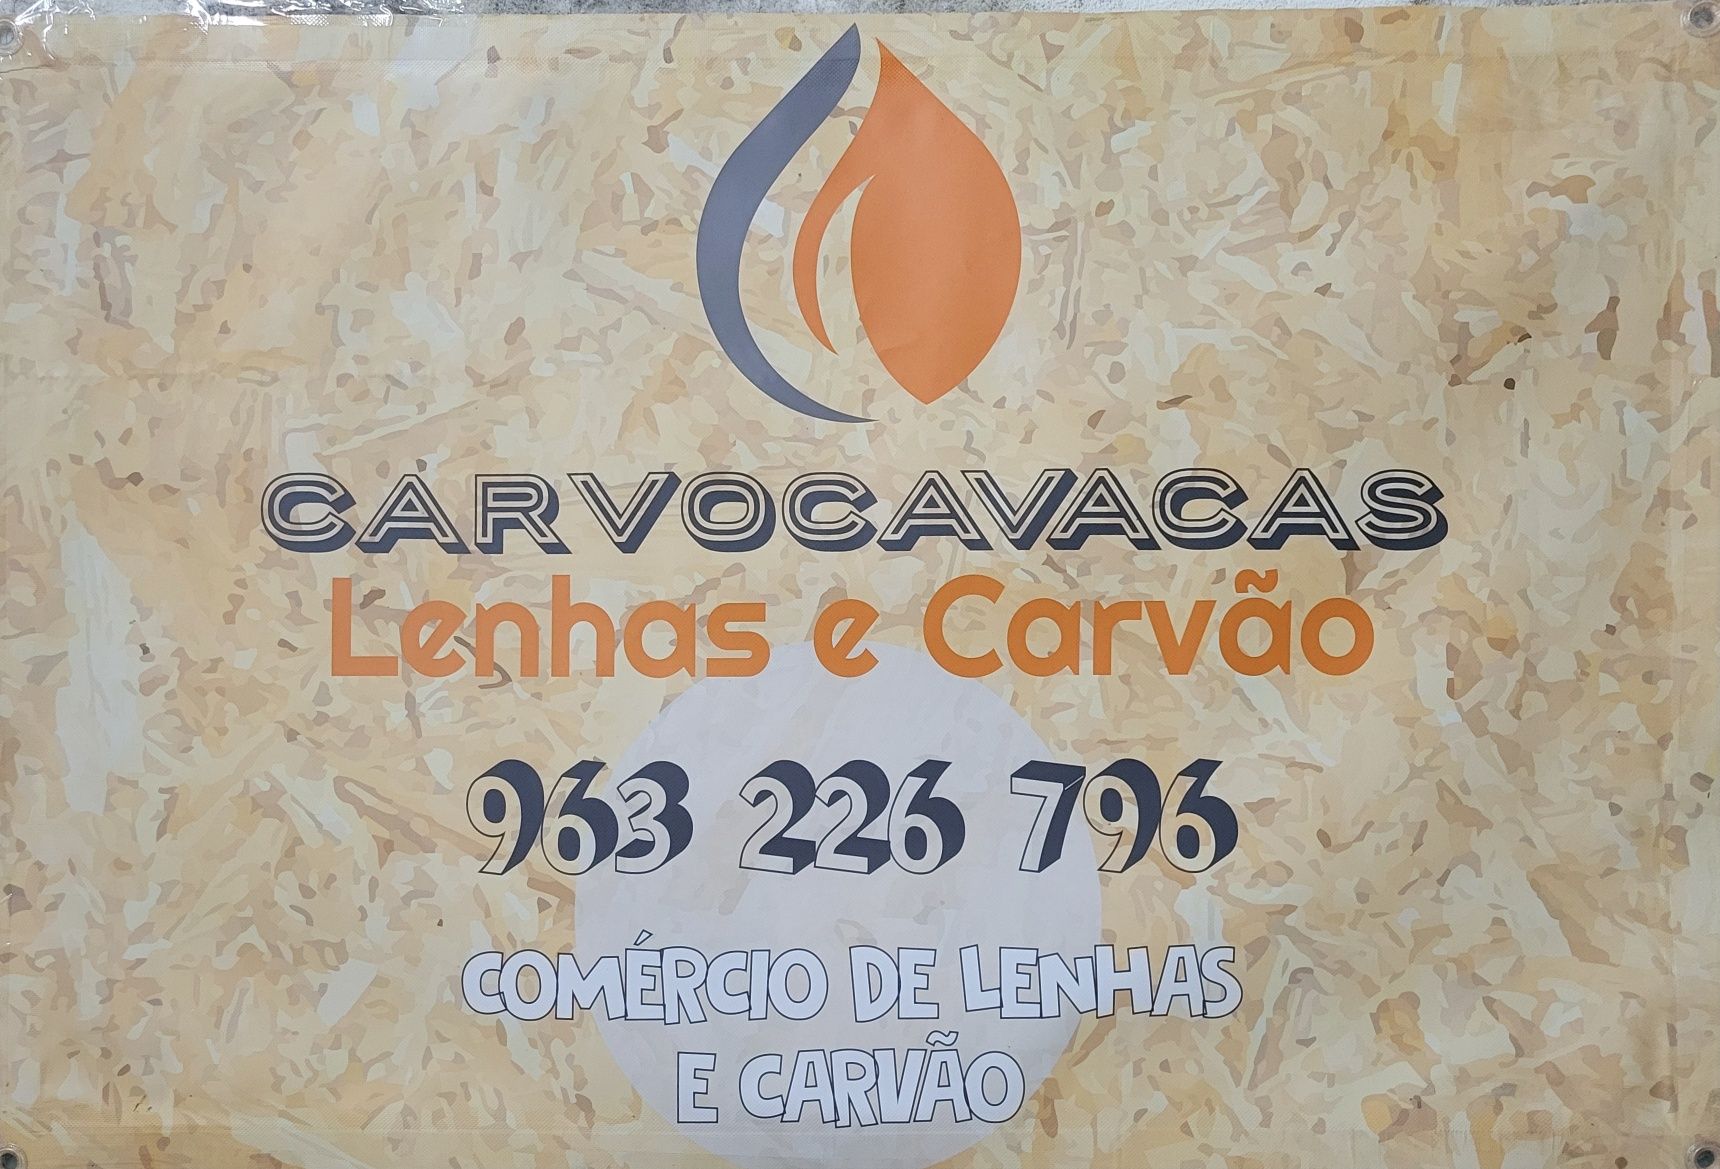 CARVOCAVACAS
Lenhas e Carvão
963 226 796
COMÉRCIO DE LENHAS
E CARVÃO